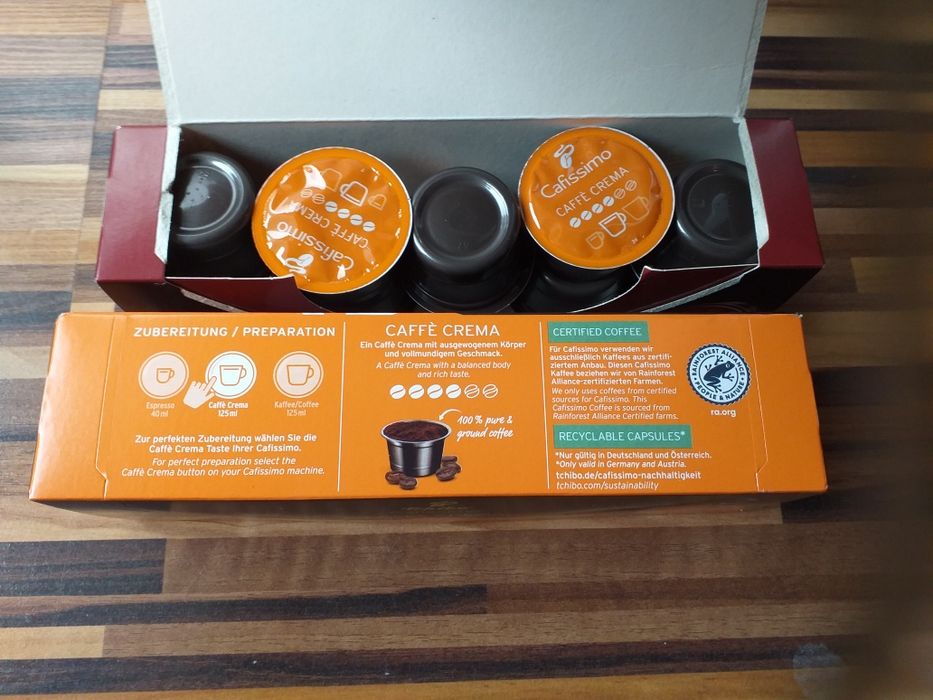 Cafissimo
CAFFÈ CREMA
Cafissimo
CAFFÈ CREMA
ZUBEREITUNG / PREPARATION
Espresso
40 ml
Caffè Crema
125 ml
Kaffee/Coffee
125 ml
Zur perfekten Zubereitung wählen Sie die
Caffè Crema Taste Ihrer Cafissimo.
For perfect preparation select the
Caffè Crema button on your Cafissimo machine.
CAFFÈ CREMA
Ein Caffè Crema mit ausgewogenem Körper
und vollmundigem Geschmack.
A Caffè Crema with a balanced body
and rich taste.
100 % pure &
ground coffee
CERTIFIED COFFEE
Für Cafissimo verwenden wir
ausschließlich Kaffees aus zertifi-
ziertem Anbau. Diesen Cafissimo
Kaffee beziehen wir von Rainforest
Alliance-zertifizierten Farmen.
We only uses coffees from certified
sources for Cafissimo. This
Cafissimo Coffee is sourced from
Rainforest Alliance Certified farms.
RAINFOREST ALLIANCE
PEOPLE & NATURE
ra.org
RECYCLABLE CAPSULES*
*Nur gültig in Deutschland und Österreich.
*Only valid in Germany and Austria.
tchibo.de/cafissimo-nachhaltigkeit
tchibo.com/sustainability